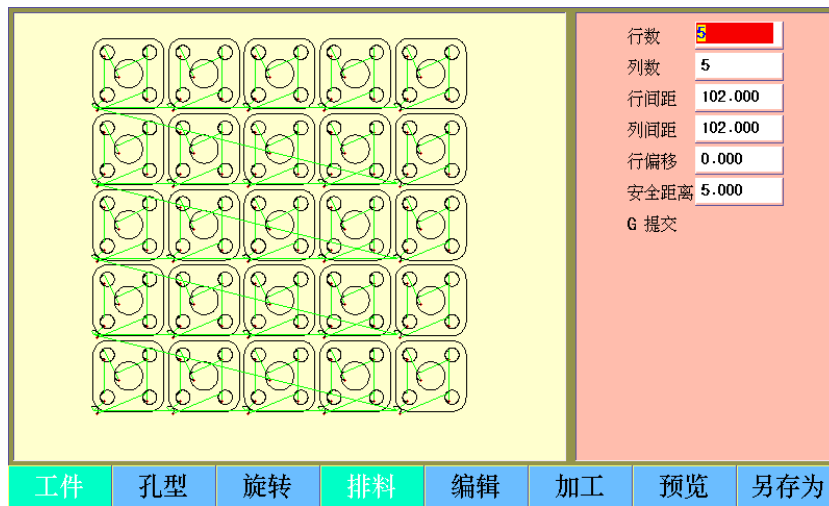 行数 5
列数 5
行间距 102.000
列间距 102.000
行偏移 0.000
安全距离 5.000
G 提交
工件 孔型 旋转 排料 编辑 加工 预览 另存为